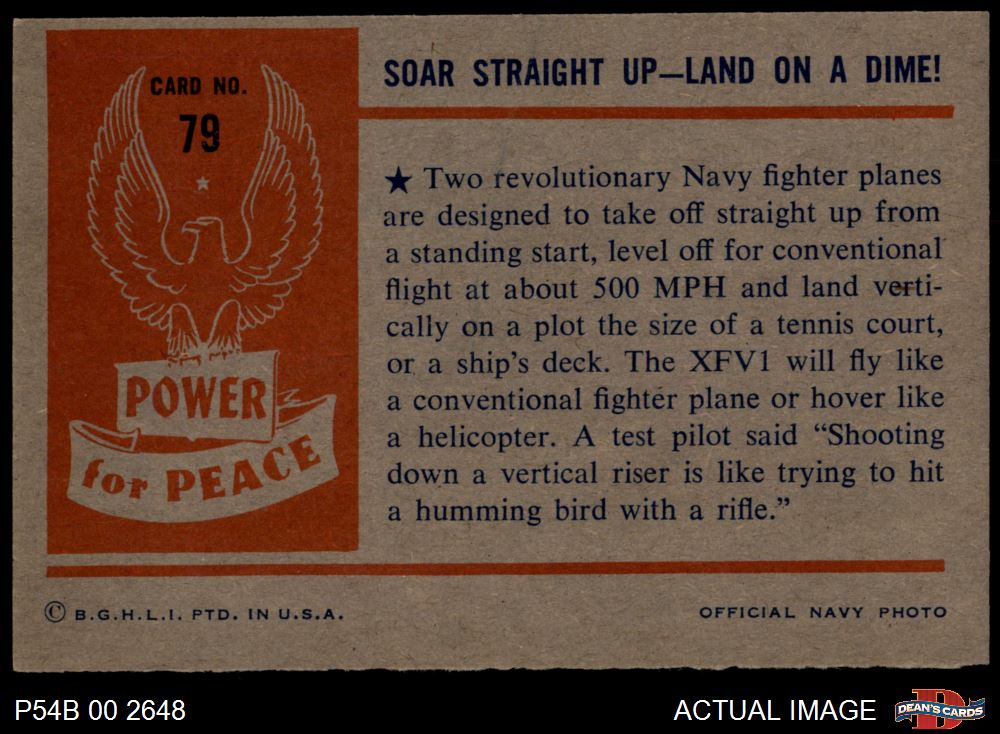 CARD NO.
79
POWER
for PEACE
SOAR STRAIGHT UP—LAND ON A DIME!
★ Two revolutionary Navy fighter planes
are designed to take off straight up from
a standing start, level off for conventional
flight at about 500 MPH and land verti-
cally on a plot the size of a tennis court,
or a ship's deck. The XFV1 will fly like
a conventional fighter plane or hover like
a helicopter. A test pilot said “Shooting
down a vertical riser is like trying to hit
a humming bird with a rifle.”
© B.G.H.L.I. PTD. IN U.S.A.
OFFICIAL NAVY PHOTO
P54B 00 2648
ACTUAL IMAGE
D
DEAN'S CARDS